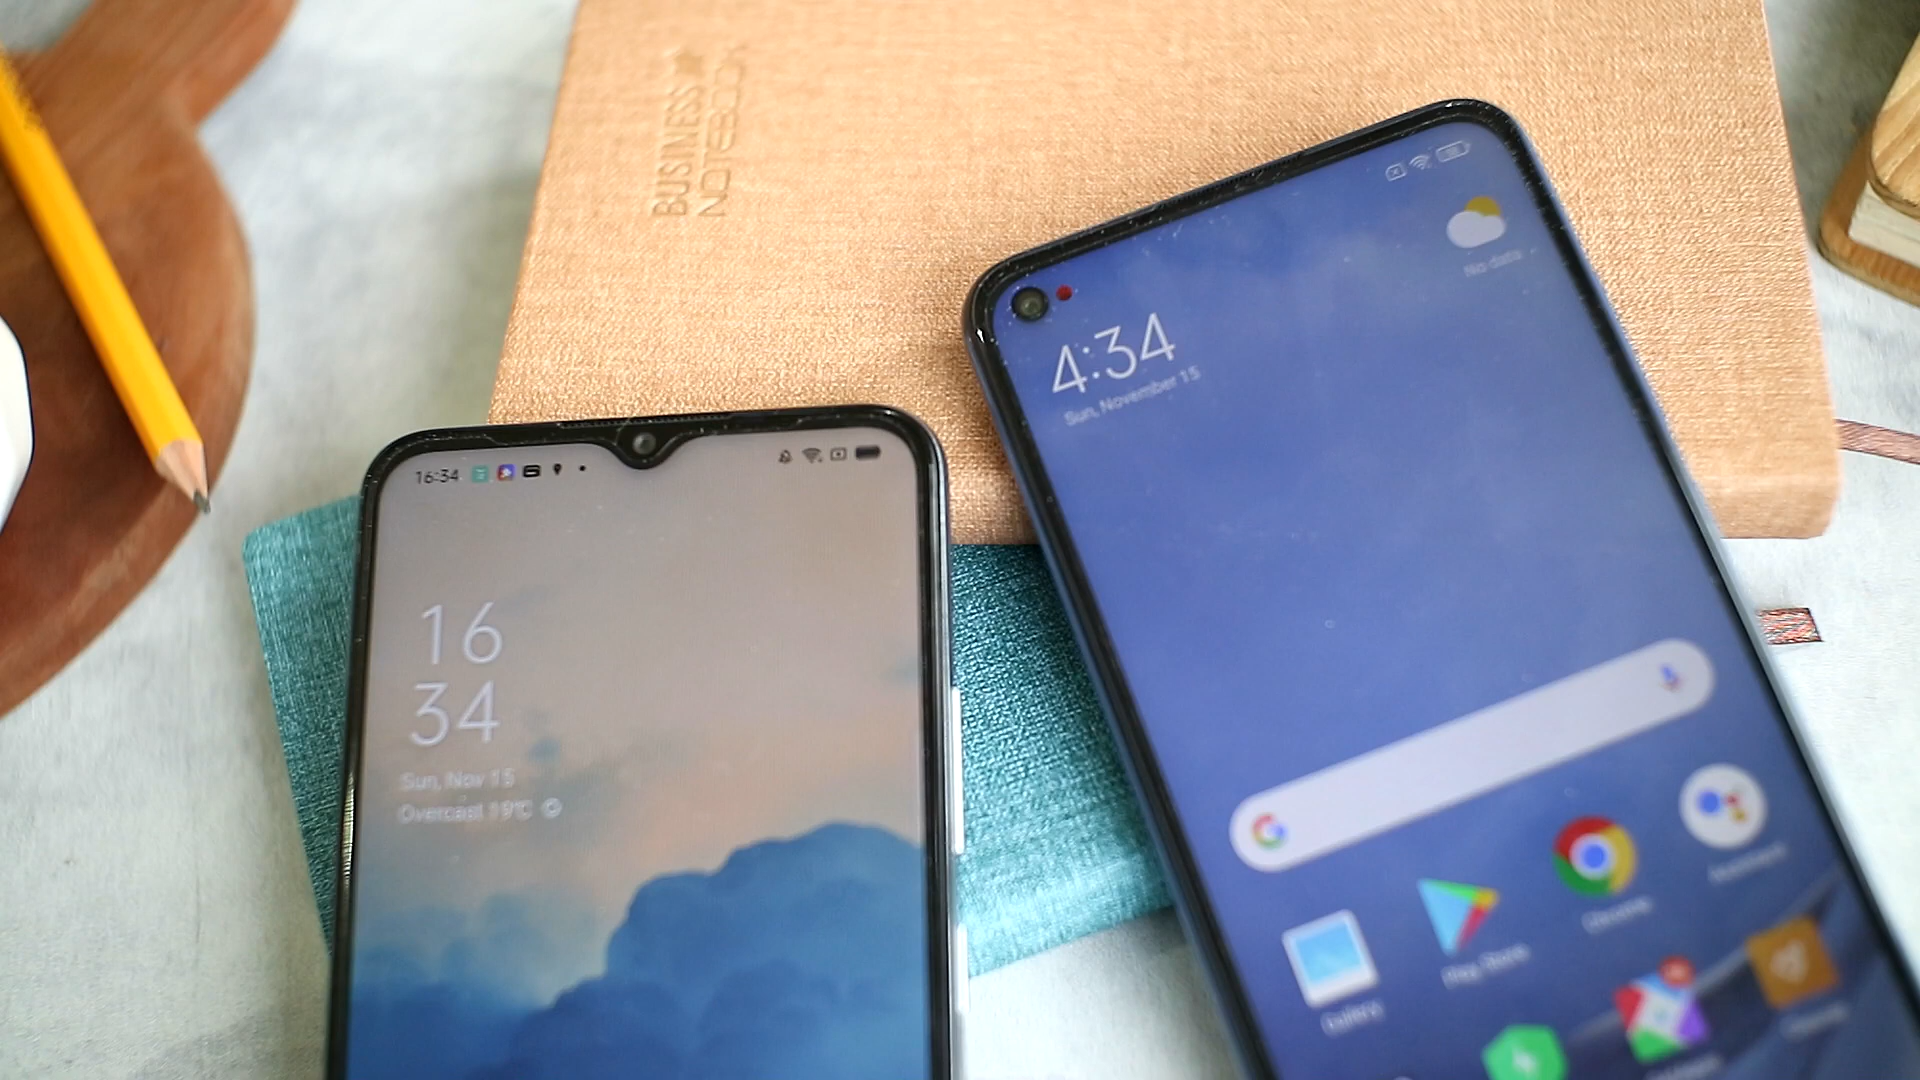 BUSINESS
NOTEBOOK
No data
4:34
Sun, November 15
16:34
16
34
Sun, Nov 15
Overcast 19°C
Assistant
Chrome
Play Store
Gallery